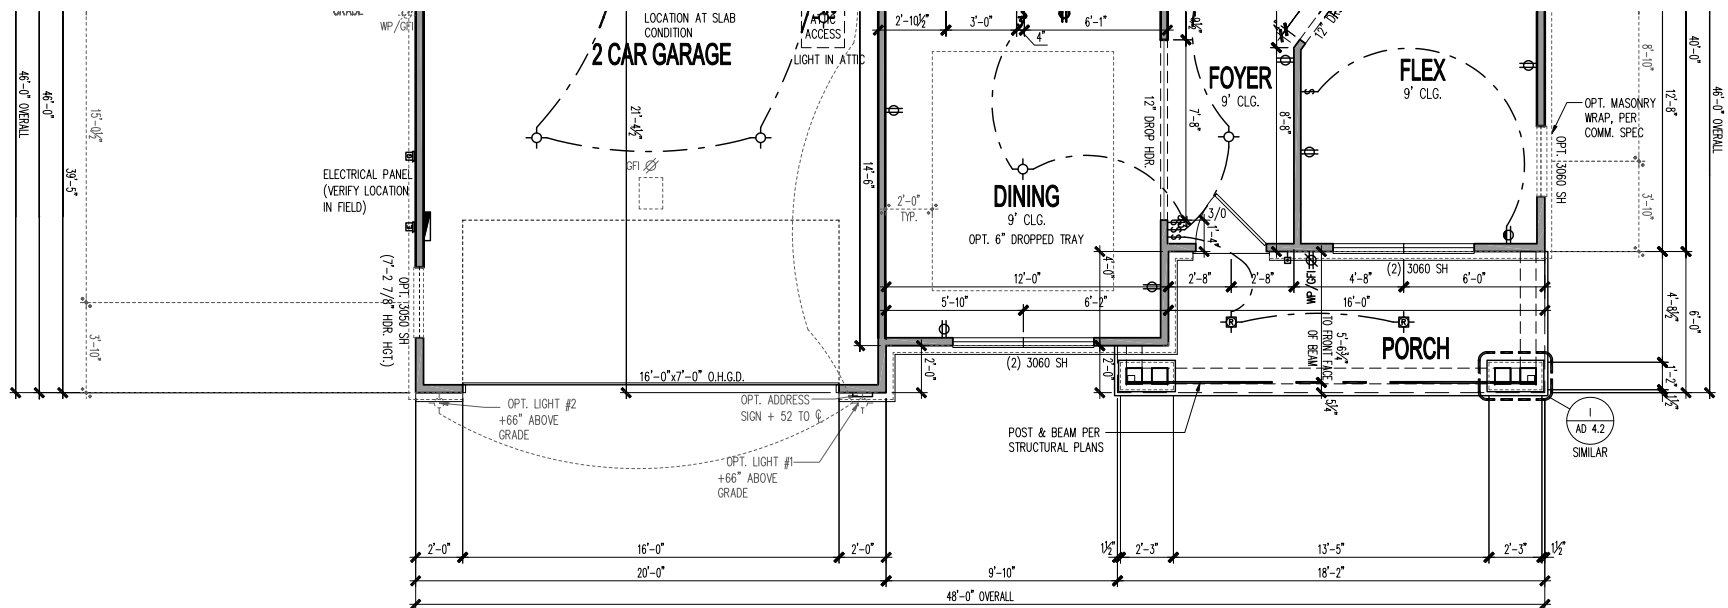 GRADE
WP/GFI
LOCATION AT SLAB
CONDITION
2 CAR GARAGE
ATTIC
ACCESS
LIGHT IN ATTIC
2'-10½"
3'-0"
6'-1"
4"
12" DROP HDR.
7'-8"
8'-8"
FOYER
9' CLG.
FLEX
9' CLG.
S
8'-10"
40'-0"
12'-8"
46'-0" OVERALL
OPT. MASONRY
WRAP, PER
COMM. SPEC
OPT. 3060 SH
3'-10"
46'-0" OVERALL
46'-0"
39'-5"
15'-0½"
3'-10"
21'-4½"
GFI
14'-6"
ELECTRICAL PANEL
(VERIFY LOCATION
IN FIELD)
2'-0"
TYP.
DINING
9' CLG.
OPT. 6" DROPPED TRAY
3/0
1'-4"
4'-0"
OPT. 3050 SH
(7'-2 7/8" HDR. HGT.)
12'-0"
5'-10"
6'-2"
2'-8"
2'-8"
WP/GFI
4'-8"
6'-0"
(2) 3060 SH
16'-0"
4'-8½"
6'-0"
R
R
5'-6¾"
TO FRONT FACE
OF BEAM
PORCH
(2) 3060 SH
2'-0"
2'-0"
5¼"
1'-2"
1½"
16'-0"x7'-0" O.H.G.D.
OPT. LIGHT #2
+66" ABOVE
GRADE
OPT. ADDRESS
SIGN + 52 TO ℄
OPT. LIGHT #1
+66" ABOVE
GRADE
POST & BEAM PER
STRUCTURAL PLANS
1
AD 4.2
SIMILAR
2'-0"
16'-0"
2'-0"
1½"
2'-3"
13'-5"
2'-3"
1½"
20'-0"
9'-10"
18'-2"
48'-0" OVERALL